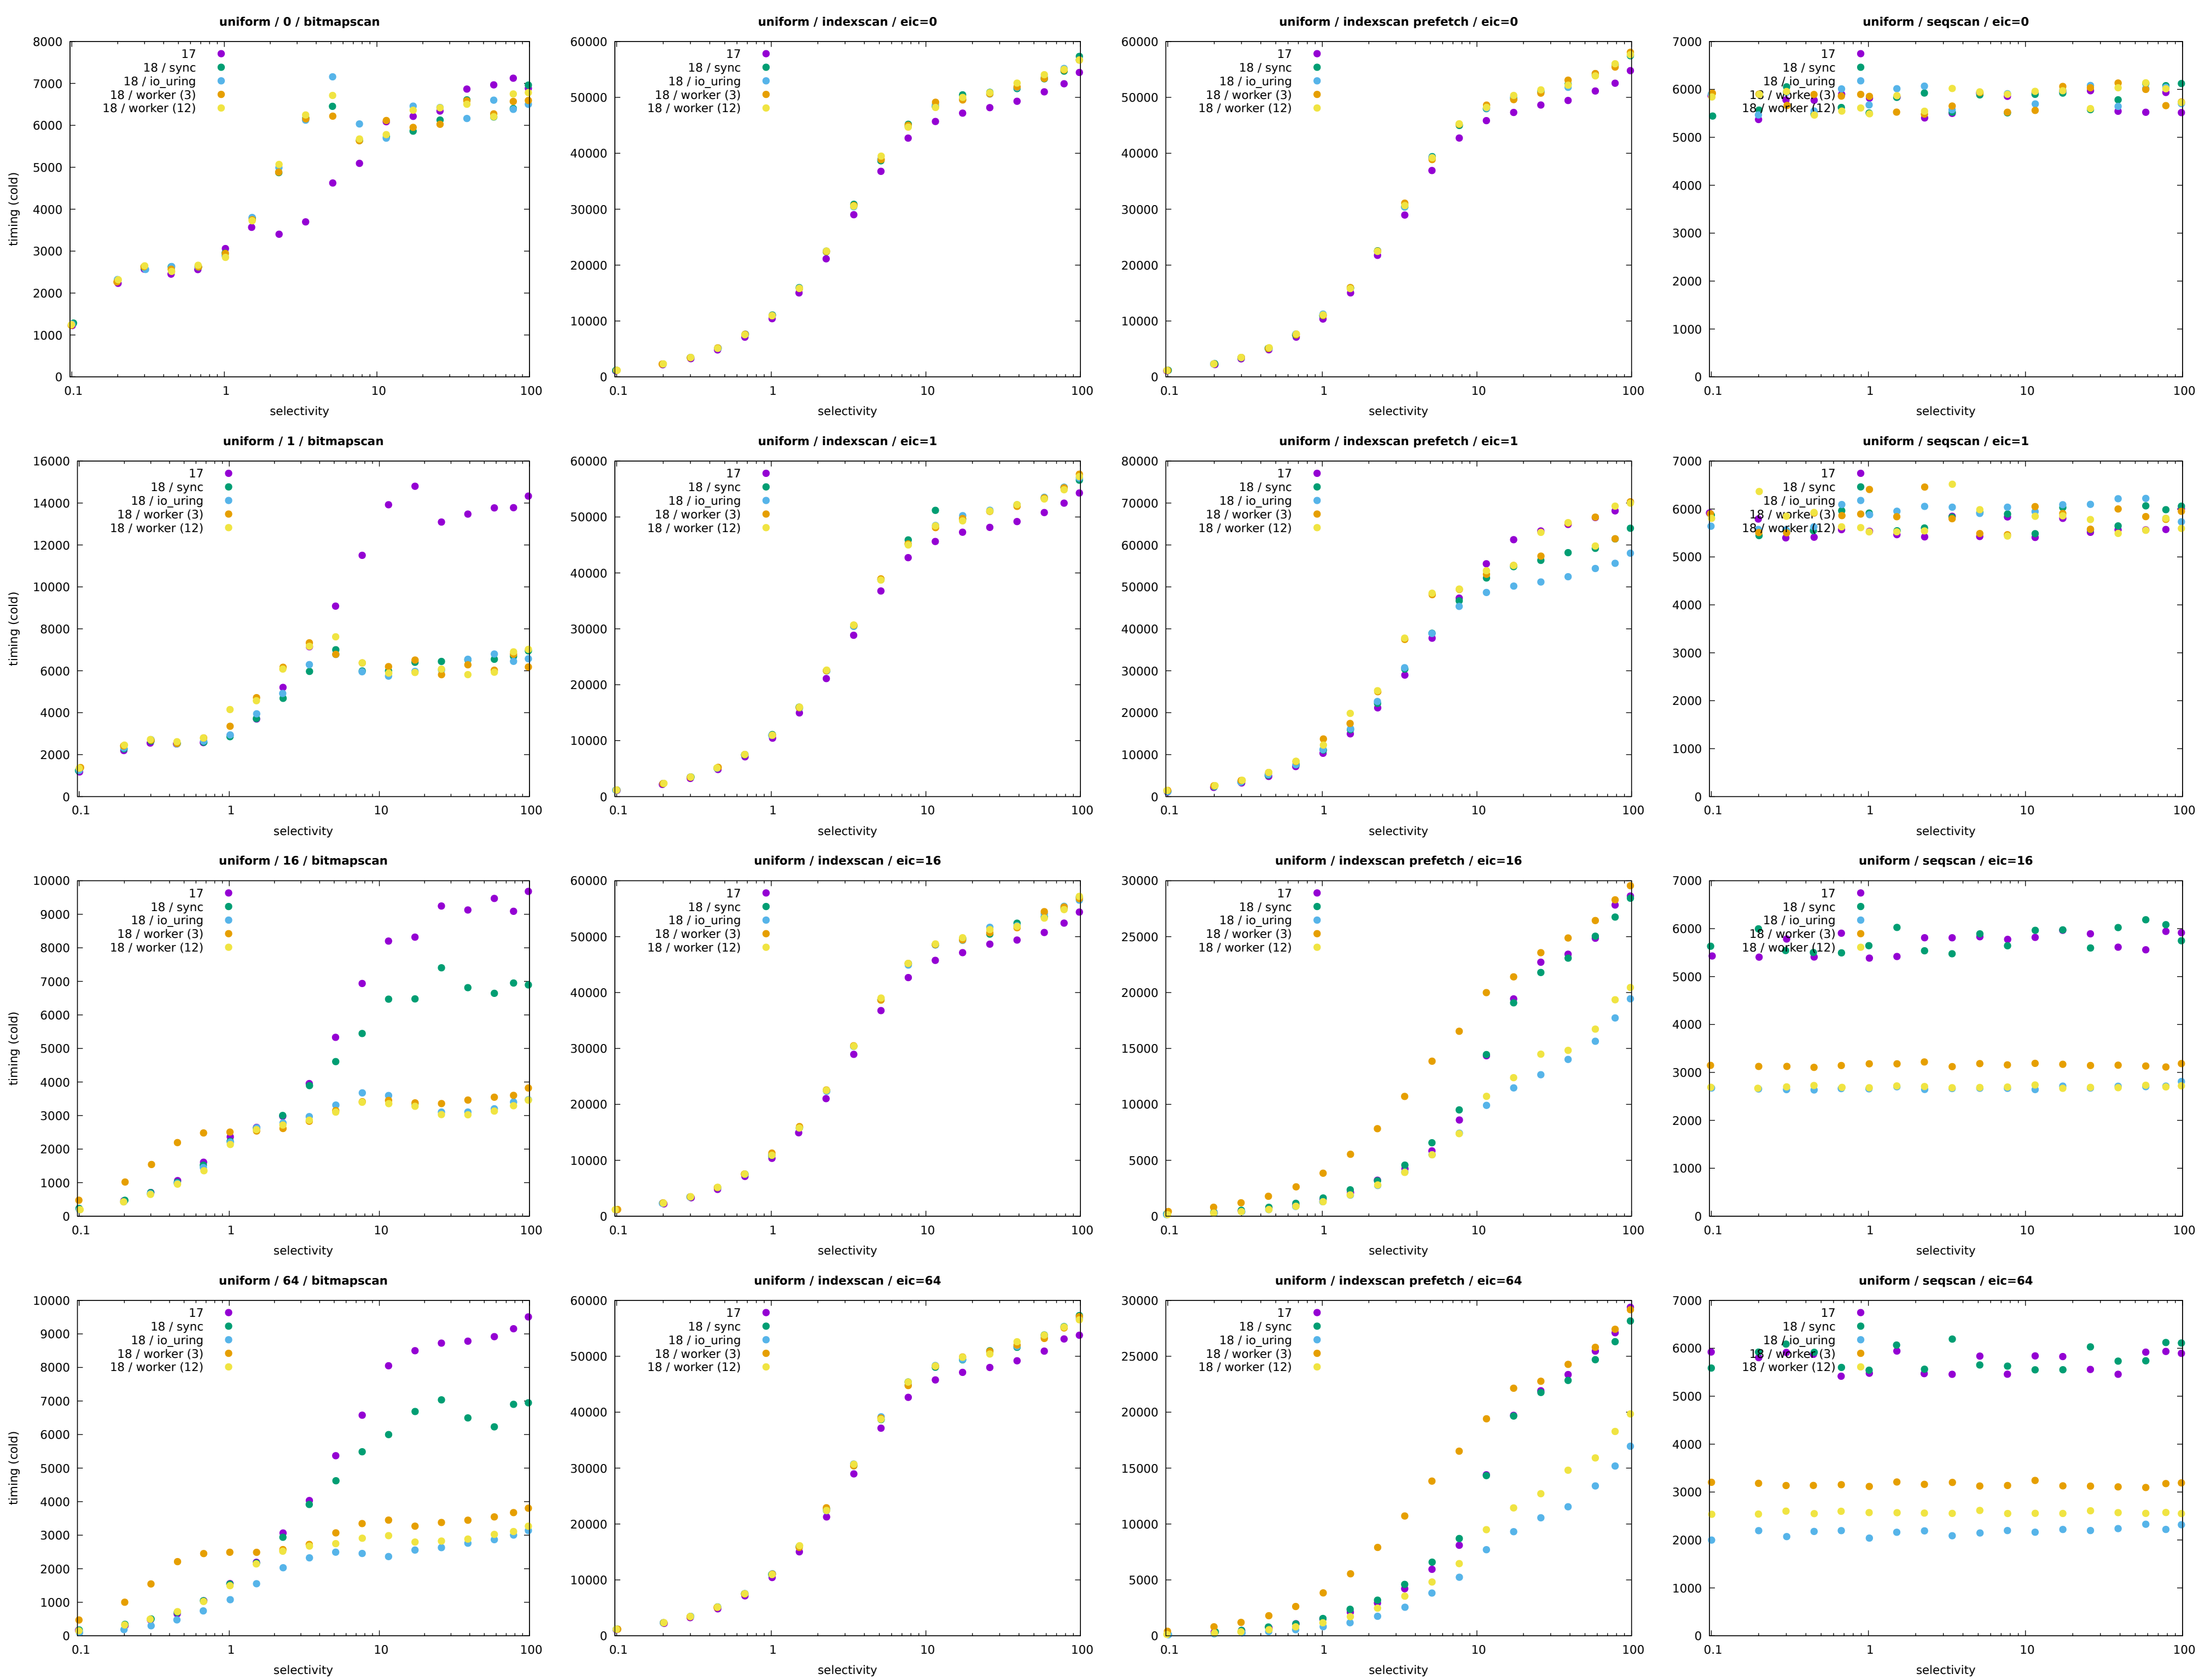 uniform / 0 / bitmapscan
timing (cold)
8000
7000
6000
5000
4000
3000
2000
1000
0
17
18 / sync
18 / io_uring
18 / worker (3)
18 / worker (12)
0.1 1 10 100
selectivity
uniform / indexscan / eic=0
60000
50000
40000
30000
20000
10000
0
17
18 / sync
18 / io_uring
18 / worker (3)
18 / worker (12)
0.1 1 10 100
selectivity
uniform / indexscan prefetch / eic=0
60000
50000
40000
30000
20000
10000
0
17
18 / sync
18 / io_uring
18 / worker (3)
18 / worker (12)
0.1 1 10 100
selectivity
uniform / seqscan / eic=0
7000
6000
5000
4000
3000
2000
1000
0
17
18 / sync
18 / io_uring
18 / worker (3)
18 / worker (12)
0.1 1 10 100
selectivity
uniform / 1 / bitmapscan
timing (cold)
16000
14000
12000
10000
8000
6000
4000
2000
0
17
18 / sync
18 / io_uring
18 / worker (3)
18 / worker (12)
0.1 1 10 100
selectivity
uniform / indexscan / eic=1
60000
50000
40000
30000
20000
10000
0
17
18 / sync
18 / io_uring
18 / worker (3)
18 / worker (12)
0.1 1 10 100
selectivity
uniform / indexscan prefetch / eic=1
80000
70000
60000
50000
40000
30000
20000
10000
0
17
18 / sync
18 / io_uring
18 / worker (3)
18 / worker (12)
0.1 1 10 100
selectivity
uniform / seqscan / eic=1
7000
6000
5000
4000
3000
2000
1000
0
17
18 / sync
18 / io_uring
18 / worker (3)
18 / worker (12)
0.1 1 10 100
selectivity
uniform / 16 / bitmapscan
timing (cold)
10000
9000
8000
7000
6000
5000
4000
3000
2000
1000
0
17
18 / sync
18 / io_uring
18 / worker (3)
18 / worker (12)
0.1 1 10 100
selectivity
uniform / indexscan / eic=16
60000
50000
40000
30000
20000
10000
0
17
18 / sync
18 / io_uring
18 / worker (3)
18 / worker (12)
0.1 1 10 100
selectivity
uniform / indexscan prefetch / eic=16
30000
25000
20000
15000
10000
5000
0
17
18 / sync
18 / io_uring
18 / worker (3)
18 / worker (12)
0.1 1 10 100
selectivity
uniform / seqscan / eic=16
7000
6000
5000
4000
3000
2000
1000
0
17
18 / sync
18 / io_uring
18 / worker (3)
18 / worker (12)
0.1 1 10 100
selectivity
uniform / 64 / bitmapscan
timing (cold)
10000
9000
8000
7000
6000
5000
4000
3000
2000
1000
0
17
18 / sync
18 / io_uring
18 / worker (3)
18 / worker (12)
0.1 1 10 100
selectivity
uniform / indexscan / eic=64
60000
50000
40000
30000
20000
10000
0
17
18 / sync
18 / io_uring
18 / worker (3)
18 / worker (12)
0.1 1 10 100
selectivity
uniform / indexscan prefetch / eic=64
30000
25000
20000
15000
10000
5000
0
17
18 / sync
18 / io_uring
18 / worker (3)
18 / worker (12)
0.1 1 10 100
selectivity
uniform / seqscan / eic=64
7000
6000
5000
4000
3000
2000
1000
0
17
18 / sync
18 / io_uring
18 / worker (3)
18 / worker (12)
0.1 1 10 100
selectivity